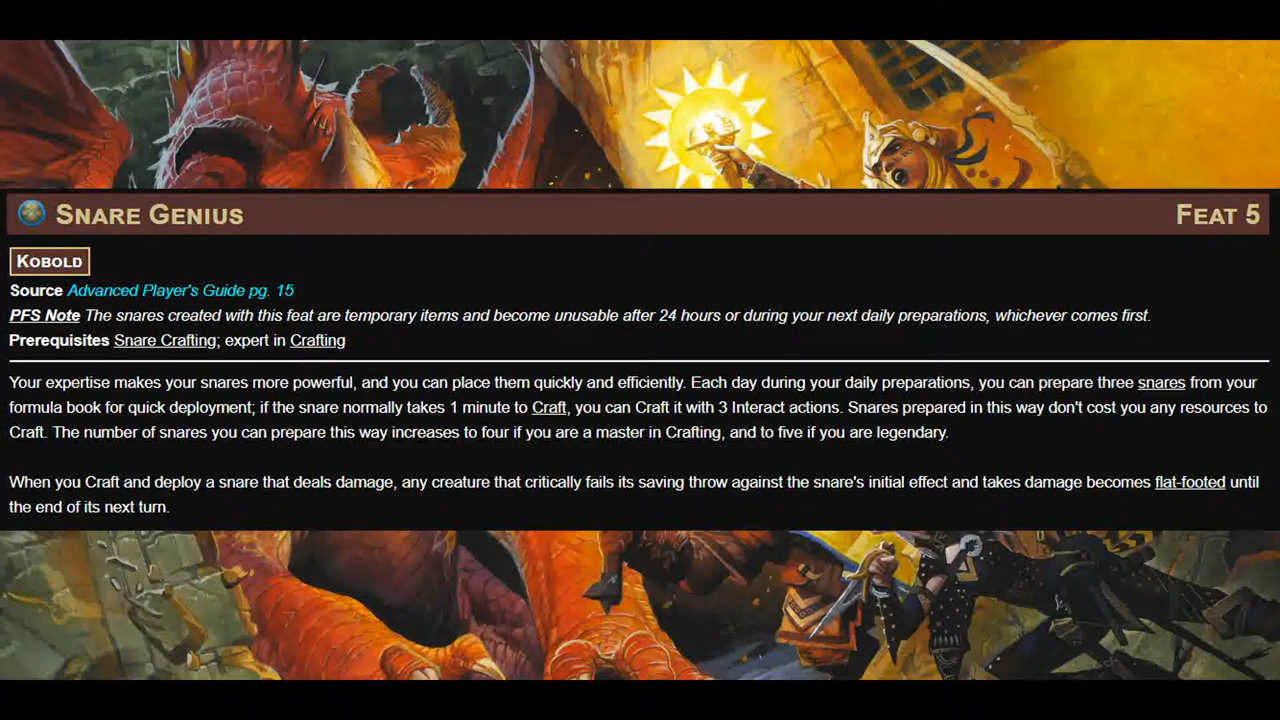 SNARE GENIUS FEAT 5
KOBOLD
Source Advanced Player's Guide pg. 15
PFS Note The snares created with this feat are temporary items and become unusable after 24 hours or during your next daily preparations, whichever comes first.
Prerequisites Snare Crafting; expert in Crafting
Your expertise makes your snares more powerful, and you can place them quickly and efficiently. Each day during your daily preparations, you can prepare three snares from your
formula book for quick deployment; if the snare normally takes 1 minute to Craft, you can Craft it with 3 Interact actions. Snares prepared in this way don't cost you any resources to
Craft. The number of snares you can prepare this way increases to four if you are a master in Crafting, and to five if you are legendary.
When you Craft and deploy a snare that deals damage, any creature that critically fails its saving throw against the snare's initial effect and takes damage becomes flat-footed until
the end of its next turn.